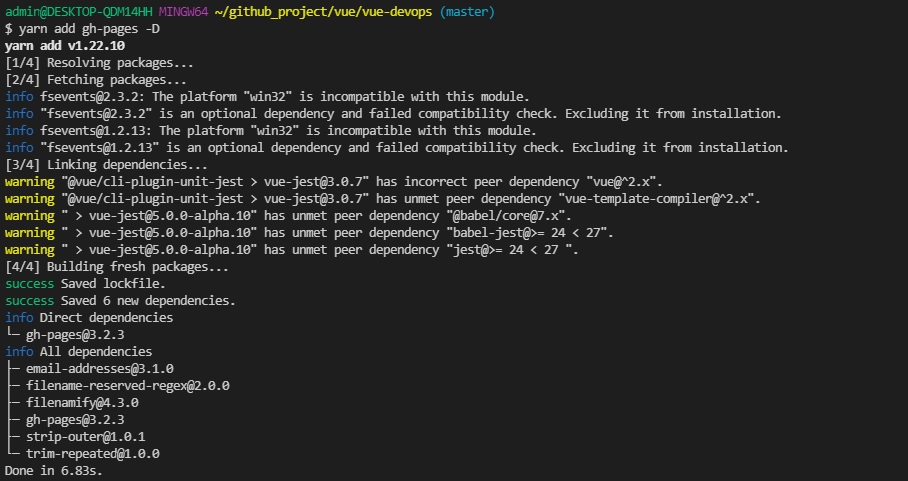 admin@DESKTOP-QDM14HH MINGW64 ~/github_project/vue/vue-devops (master)
$ yarn add gh-pages -D
yarn add v1.22.10
[1/4] Resolving packages...
[2/4] Fetching packages...
info fsevents@2.3.2: The platform "win32" is incompatible with this module.
info "fsevents@2.3.2" is an optional dependency and failed compatibility check. Excluding it from installation.
info fsevents@1.2.13: The platform "win32" is incompatible with this module.
info "fsevents@1.2.13" is an optional dependency and failed compatibility check. Excluding it from installation.
[3/4] Linking dependencies...
warning "@vue/cli-plugin-unit-jest > vue-jest@3.0.7" has incorrect peer dependency "vue@^2.x".
warning "@vue/cli-plugin-unit-jest > vue-jest@3.0.7" has unmet peer dependency "vue-template-compiler@^2.x".
warning " > vue-jest@5.0.0-alpha.10" has unmet peer dependency "@babel/core@7.x".
warning " > vue-jest@5.0.0-alpha.10" has unmet peer dependency "babel-jest@>= 24 < 27".
warning " > vue-jest@5.0.0-alpha.10" has unmet peer dependency "jest@>= 24 < 27 ".
[4/4] Building fresh packages...
success Saved lockfile.
success Saved 6 new dependencies.
info Direct dependencies
└─ gh-pages@3.2.3
info All dependencies
├─ email-addresses@3.1.0
├─ filename-reserved-regex@2.0.0
├─ filenamify@4.3.0
├─ gh-pages@3.2.3
├─ strip-outer@1.0.1
└─ trim-repeated@1.0.0
Done in 6.83s.